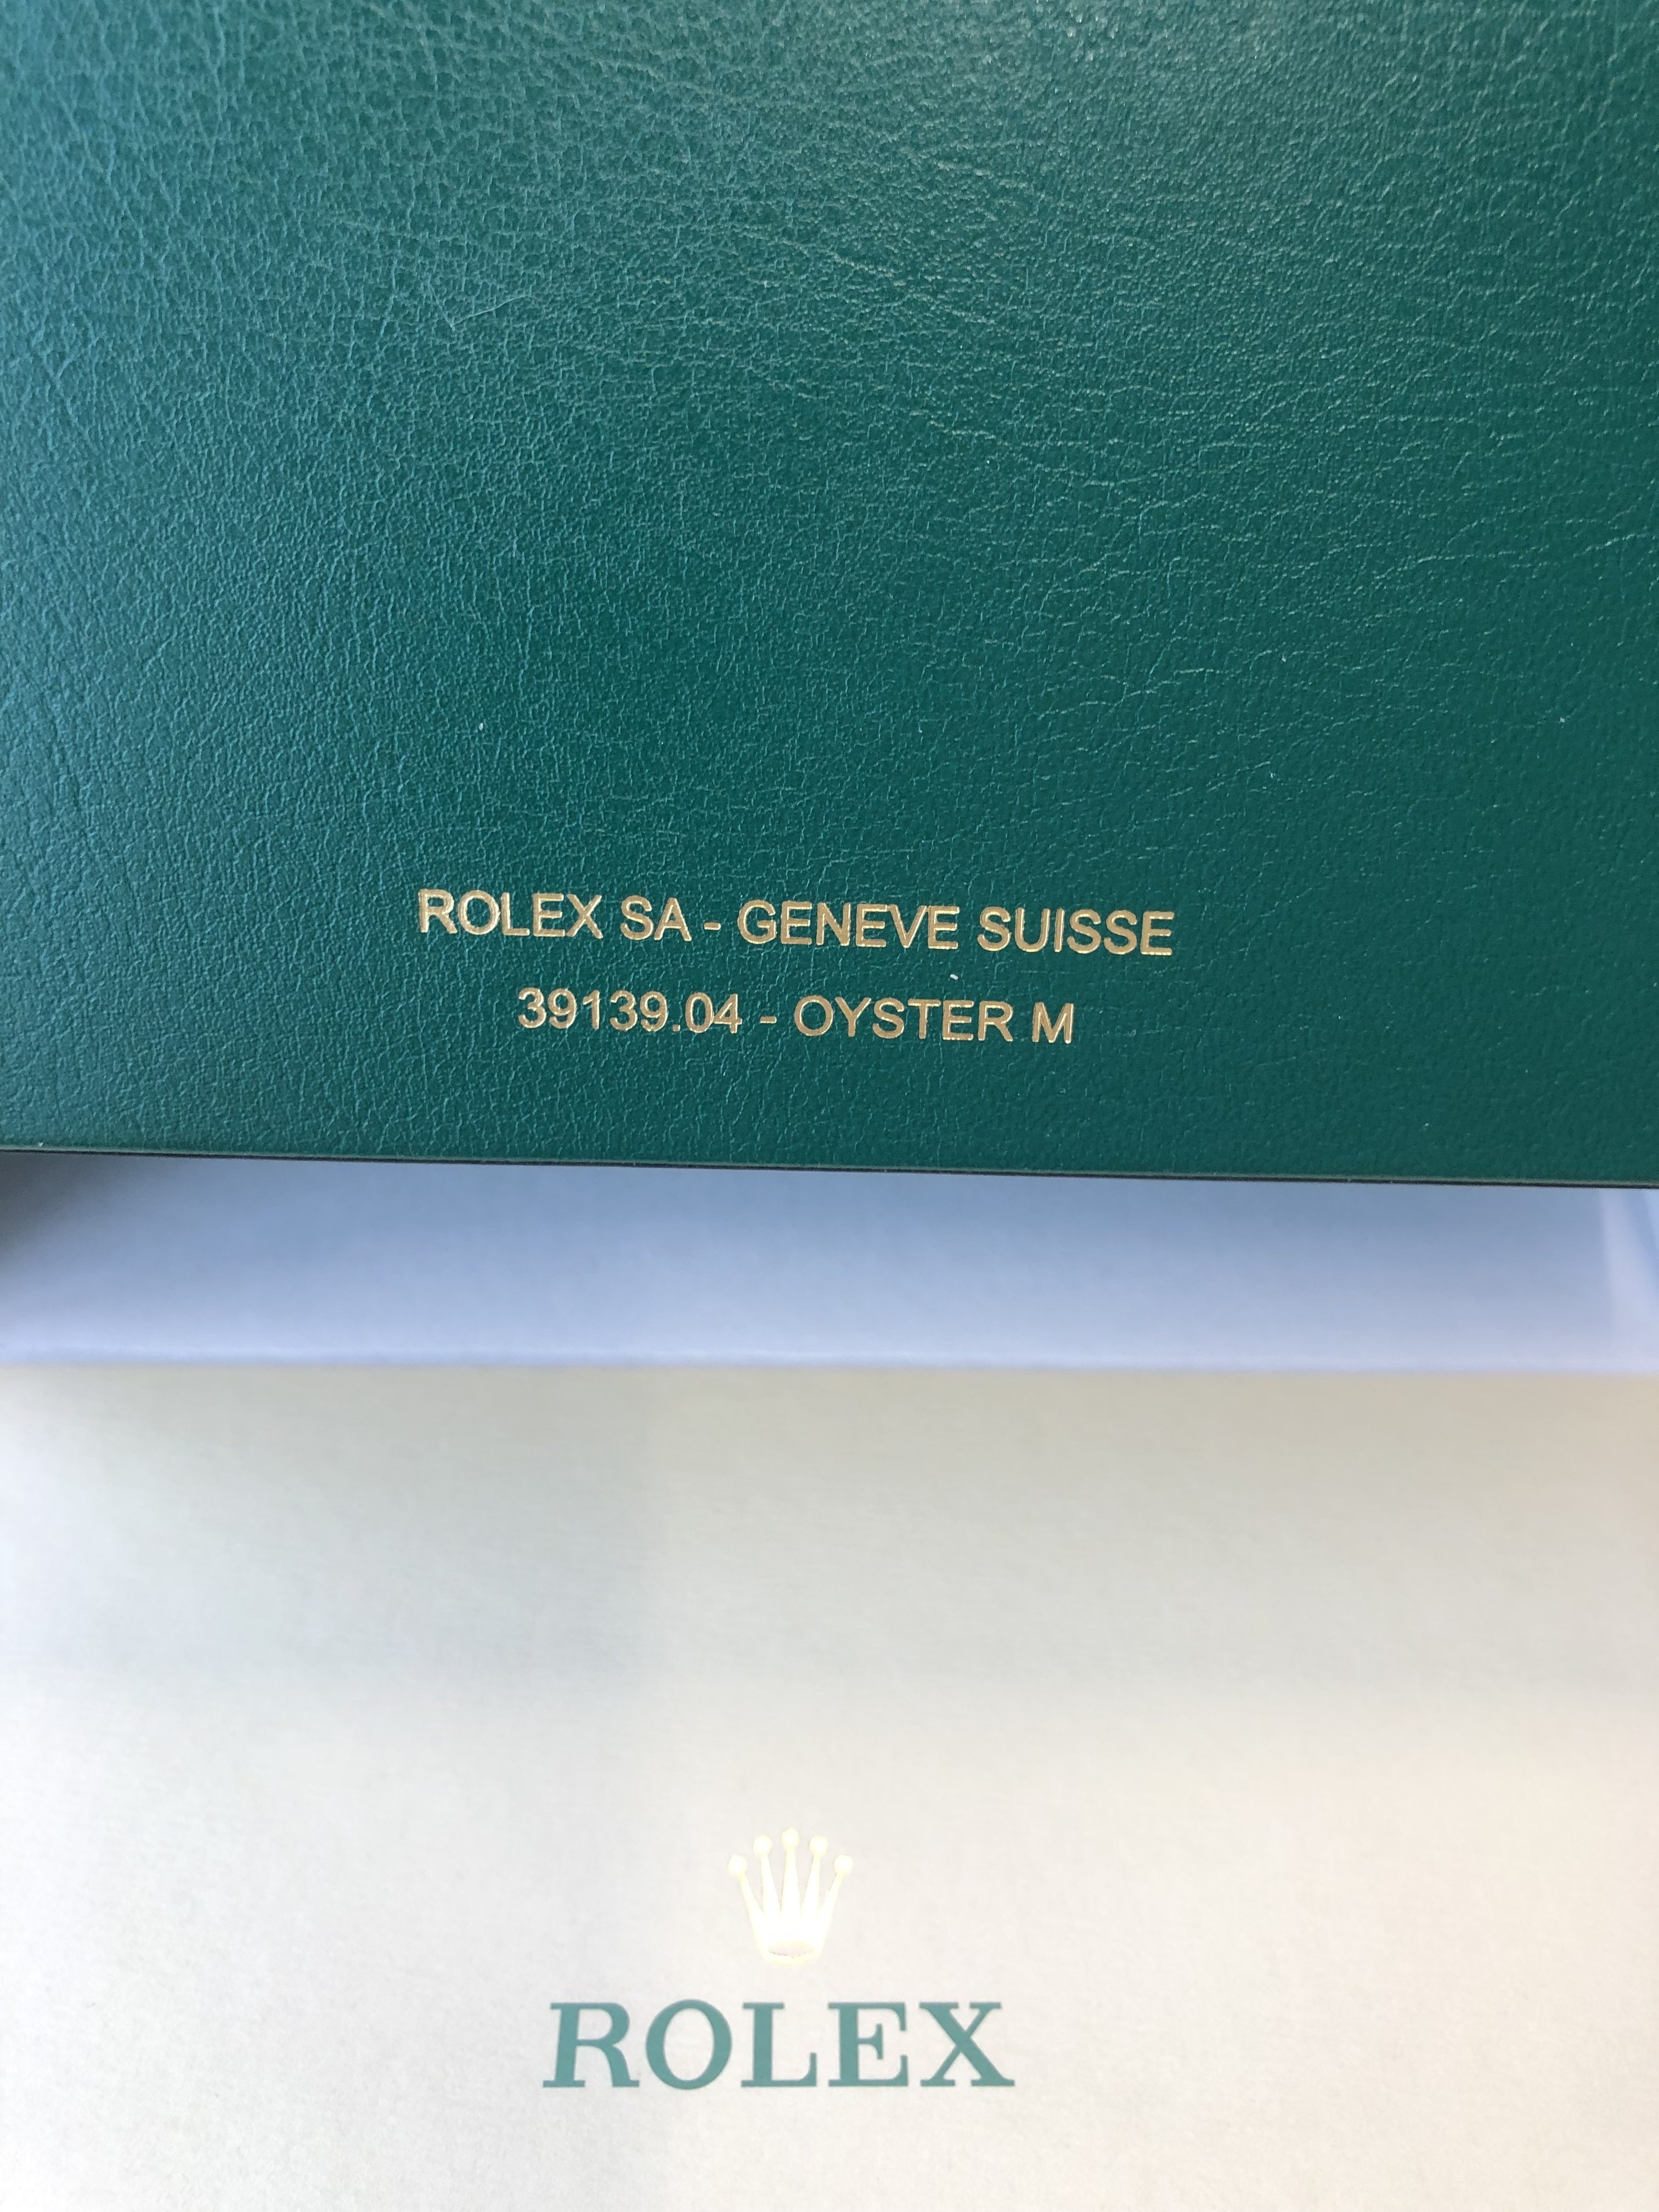 ROLEX SA - GENEVE SUISSE
39139.04 - OYSTER M
ROLEX